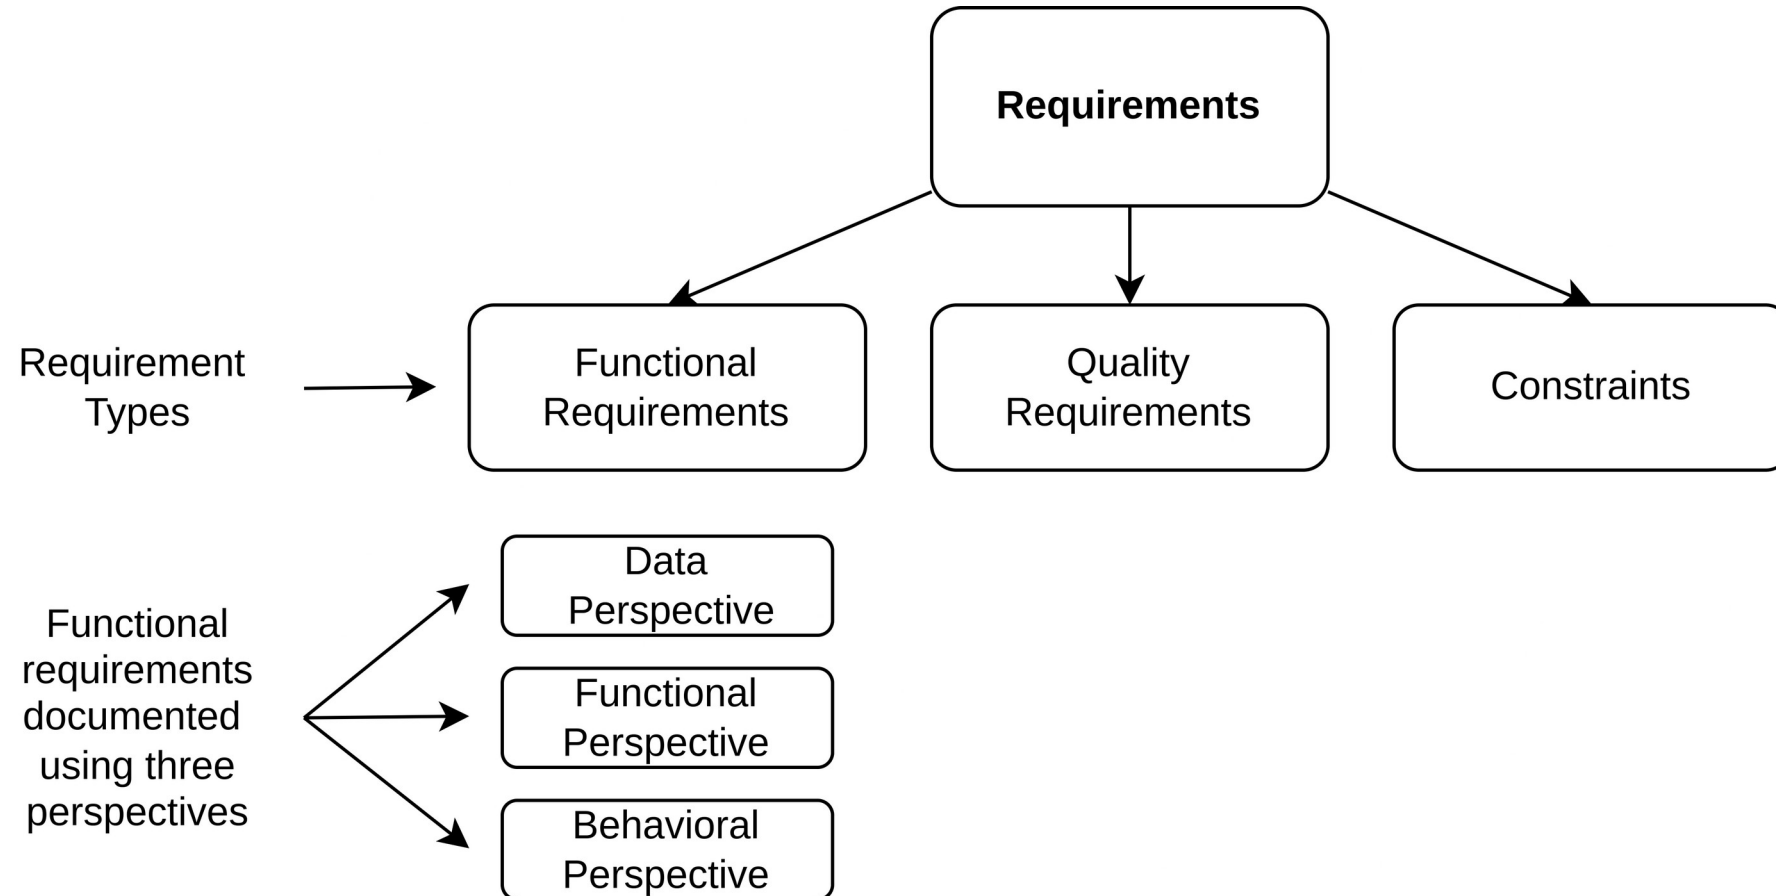 Requirements
Requirement
Types
Functional
Requirements
Quality
Requirements
Constraints
Functional
requirements
documented
using three
perspectives
Data
Perspective
Functional
Perspective
Behavioral
Perspective